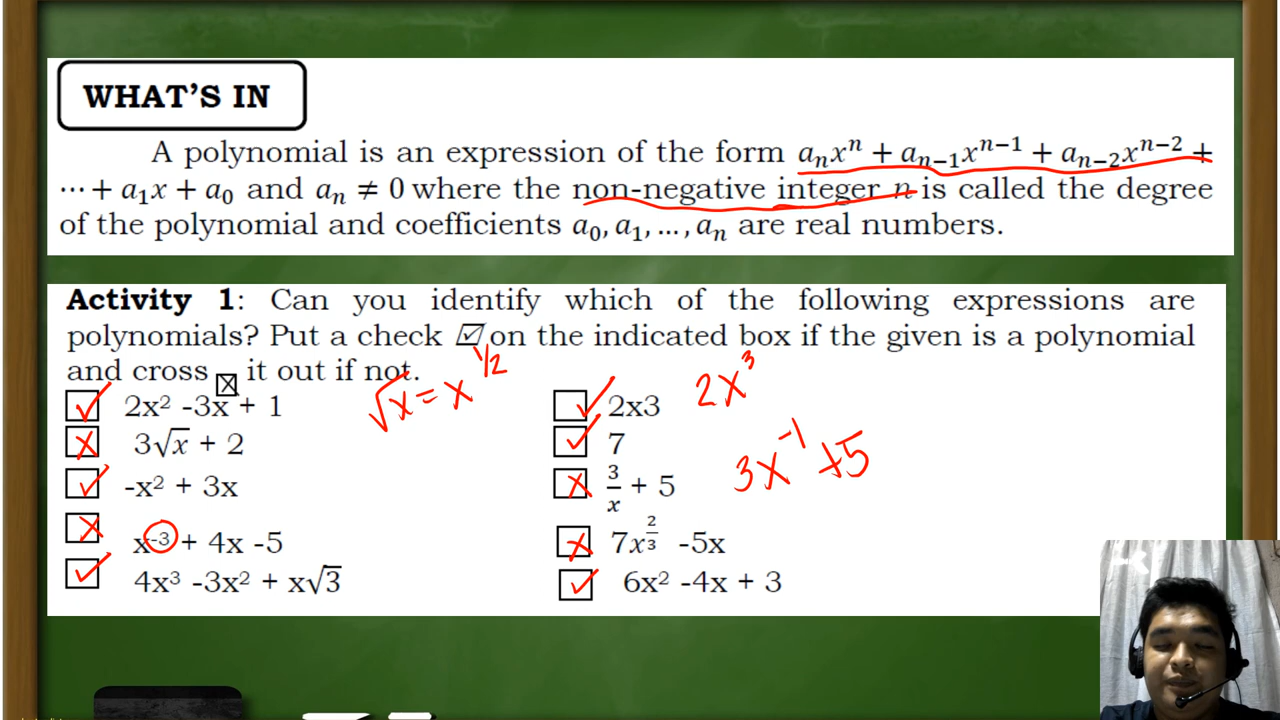 WHAT'S IN
A polynomial is an expression of the form aₙxⁿ + aₙ₋₁xⁿ⁻¹ + aₙ₋₂xⁿ⁻² +
⋯ + a₁x + a₀ and aₙ ≠ 0 where the non-negative integer n is called the degree
of the polynomial and coefficients a₀, a₁, …, aₙ are real numbers.
Activity 1: Can you identify which of the following expressions are
polynomials? Put a check ☑ on the indicated box if the given is a polynomial
and cross ☒ it out if not.
√x = x^1/2
☑ 2x² -3x + 1
☒ 3√x + 2
☑ -x² + 3x
☒ x⁻³ + 4x -5
☑ 4x³ -3x² + x√3
☑ 2x3
2x³
☑ 7
☒ 3/x + 5
3x⁻¹ +5
☒ 7x^2/3 -5x
☑ 6x² -4x + 3